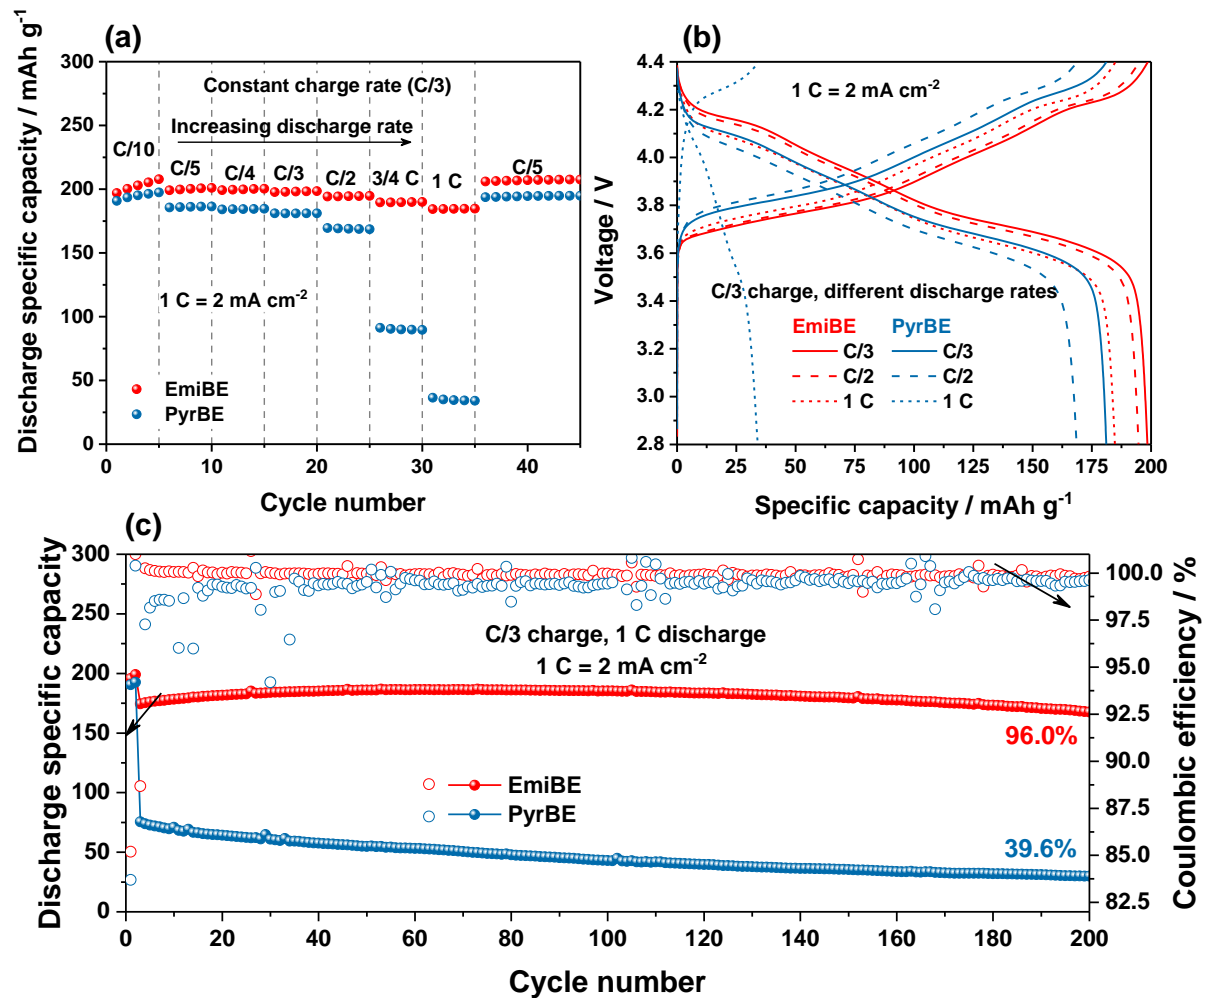 (a)
Discharge specific capacity / mAh g⁻¹
300
250
200
150
100
50
0
Constant charge rate (C/3)
Increasing discharge rate
C/10
C/5
C/4
C/3
C/2
3/4 C
1 C
C/5
1 C = 2 mA cm⁻²
EmiBE
PyrBE
0 10 20 30 40
Cycle number
(b)
Voltage / V
4.4
4.2
4.0
3.8
3.6
3.4
3.2
3.0
2.8
1 C = 2 mA cm⁻²
C/3 charge, different discharge rates
EmiBE PyrBE
C/3 C/3
C/2 C/2
1 C 1 C
0 25 50 75 100 125 150 175 200
Specific capacity / mAh g⁻¹
(c)
Discharge specific capacity
300
250
200
150
100
50
0
C/3 charge, 1 C discharge
1 C = 2 mA cm⁻²
96.0%
EmiBE
PyrBE
39.6%
100.0
97.5
95.0
92.5
90.0
87.5
85.0
82.5
Coulombic efficiency / %
0 20 40 60 80 100 120 140 160 180 200
Cycle number